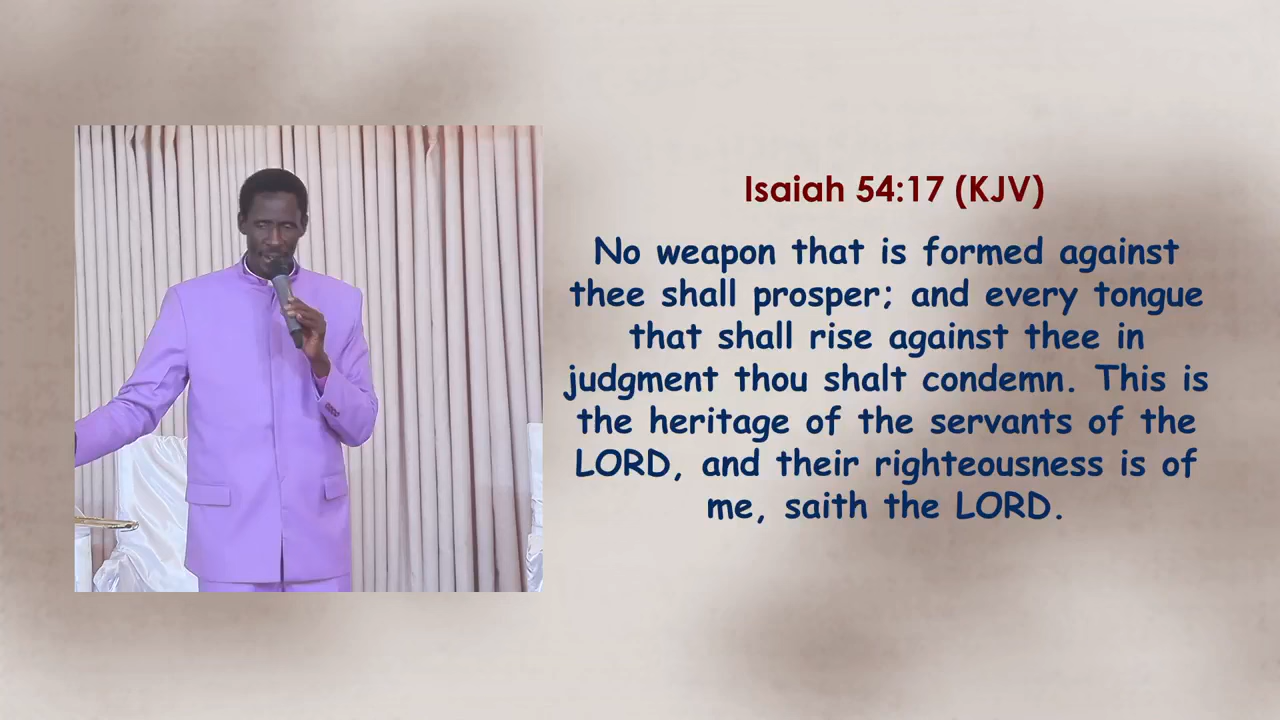 Isaiah 54:17 (KJV)
No weapon that is formed against
thee shall prosper; and every tongue
that shall rise against thee in
judgment thou shalt condemn. This is
the heritage of the servants of the
LORD, and their righteousness is of
me, saith the LORD.